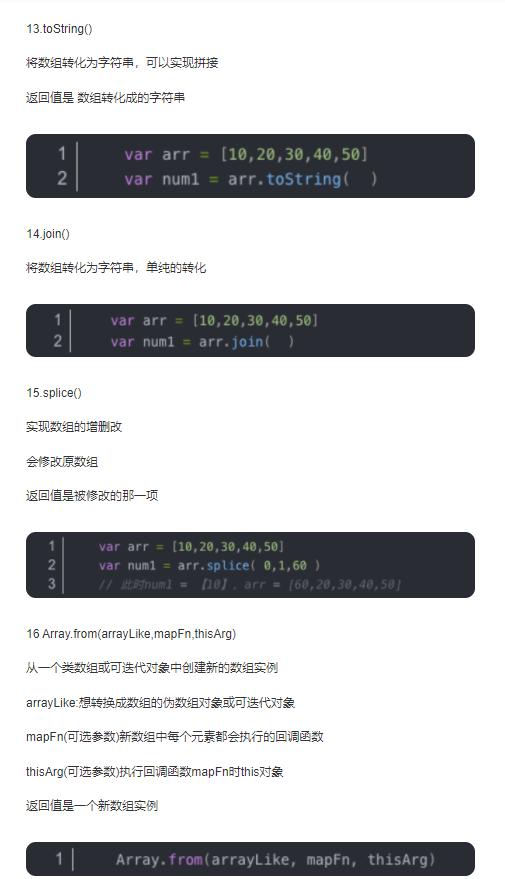 13.toString()
将数组转化为字符串，可以实现拼接
返回值是 数组转化成的字符串
1 var arr = [10,20,30,40,50]
2 var num1 = arr.toString(  )
14.join()
将数组转化为字符串，单纯的转化
1 var arr = [10,20,30,40,50]
2 var num1 = arr.join(  )
15.splice()
实现数组的增删改
会修改原数组
返回值是被修改的那一项
1 var arr = [10,20,30,40,50]
2 var num1 = arr.splice( 0,1,60 )
3 // 此时num1 = 【10】，arr = [60,20,30,40,50]
16 Array.from(arrayLike,mapFn,thisArg)
从一个类数组或可迭代对象中创建新的数组实例
arrayLike:想转换成数组的伪数组对象或可迭代对象
mapFn(可选参数)新数组中每个元素都会执行的回调函数
thisArg(可选参数)执行回调函数mapFn时this对象
返回值是一个新数组实例
1 Array.from(arrayLike, mapFn, thisArg)